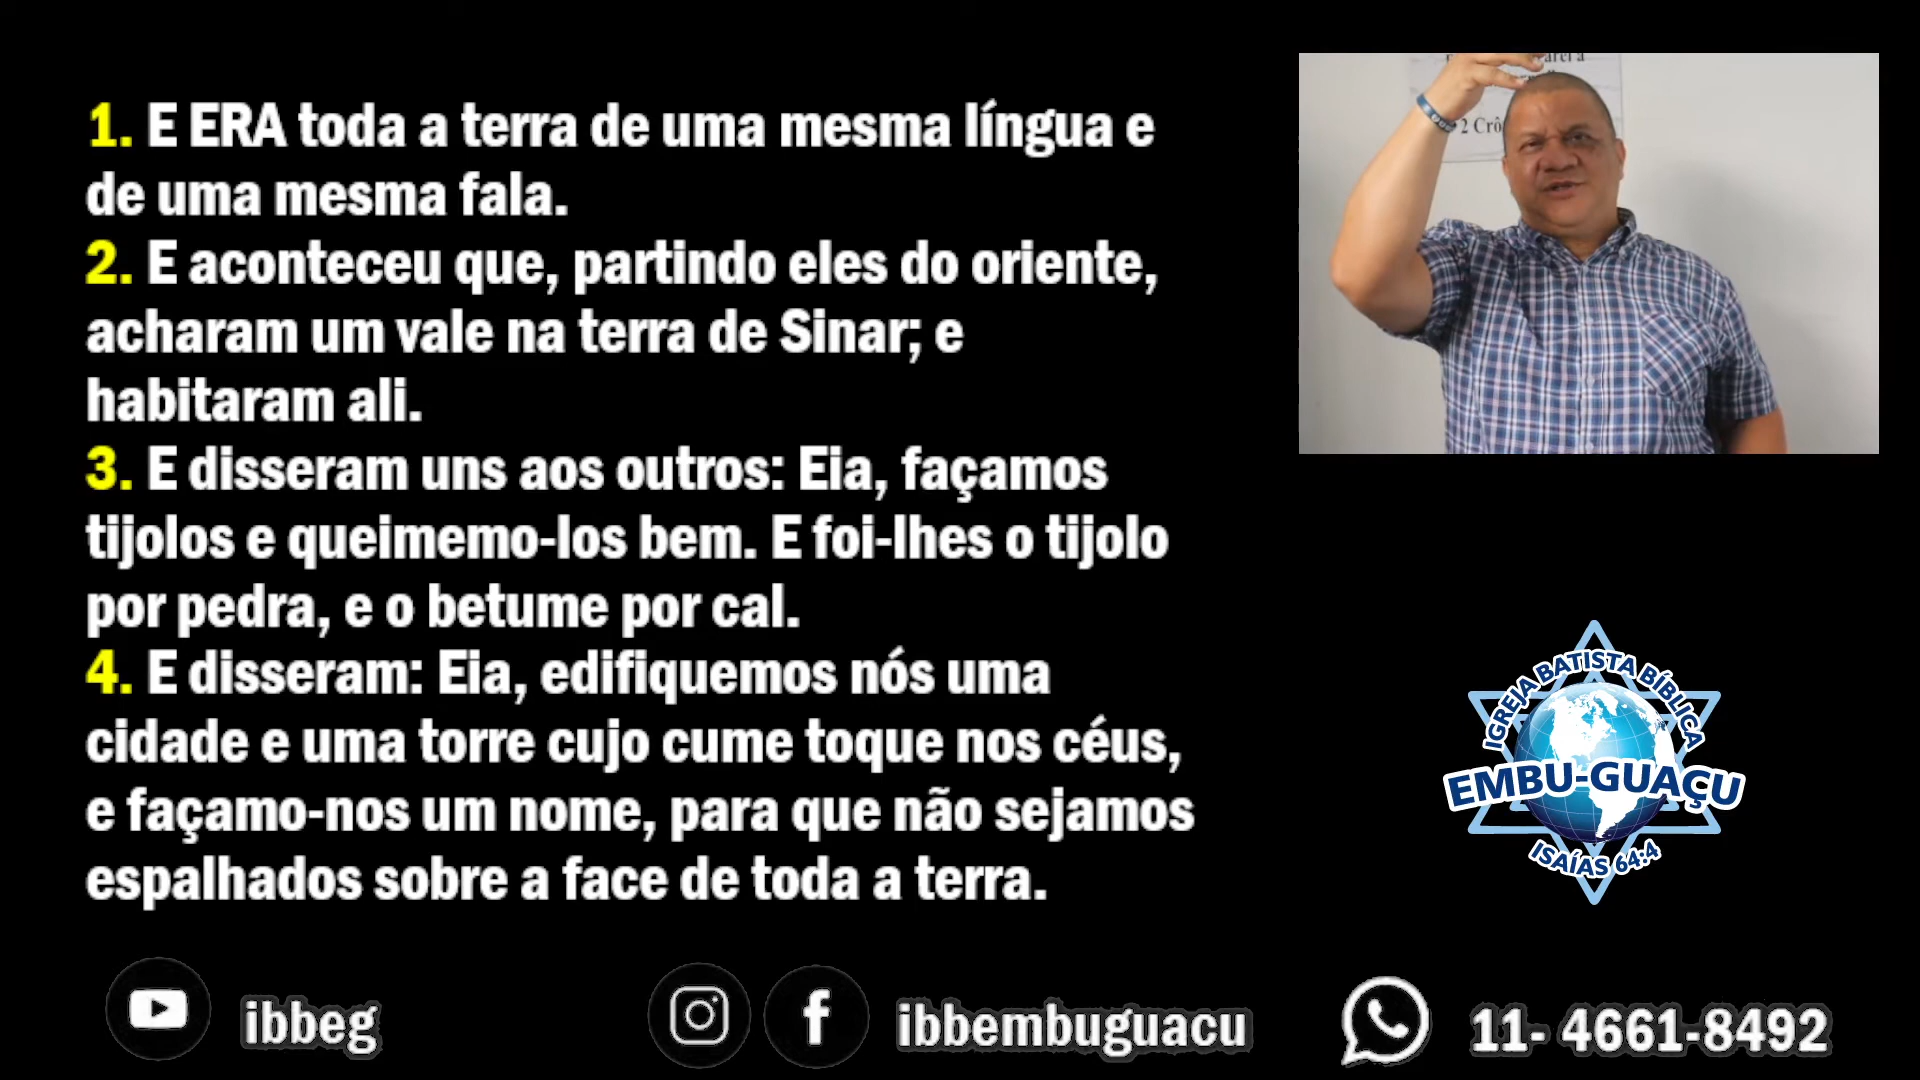 1. E ERA toda a terra de uma mesma língua e
de uma mesma fala.
2. E aconteceu que, partindo eles do oriente,
acharam um vale na terra de Sinar; e
habitaram ali.
3. E disseram uns aos outros: Eia, façamos
tijolos e queimemo-los bem. E foi-lhes o tijolo
por pedra, e o betume por cal.
4. E disseram: Eia, edifiquemos nós uma
cidade e uma torre cujo cume toque nos céus,
e façamo-nos um nome, para que não sejamos
espalhados sobre a face de toda a terra.
2 Crô
IGREJA BATISTA BÍBLICA
EMBU-GUAÇU
ISAÍAS 64:4
ibbeg
ibbembuguacu
11- 4661-8492